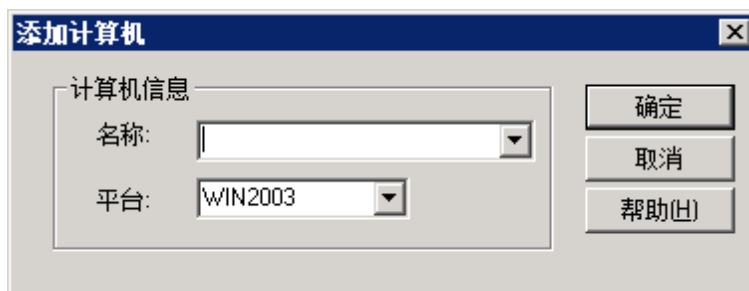 添加计算机
计算机信息
名称:
平台: WIN2003
确定
取消
帮助(H)